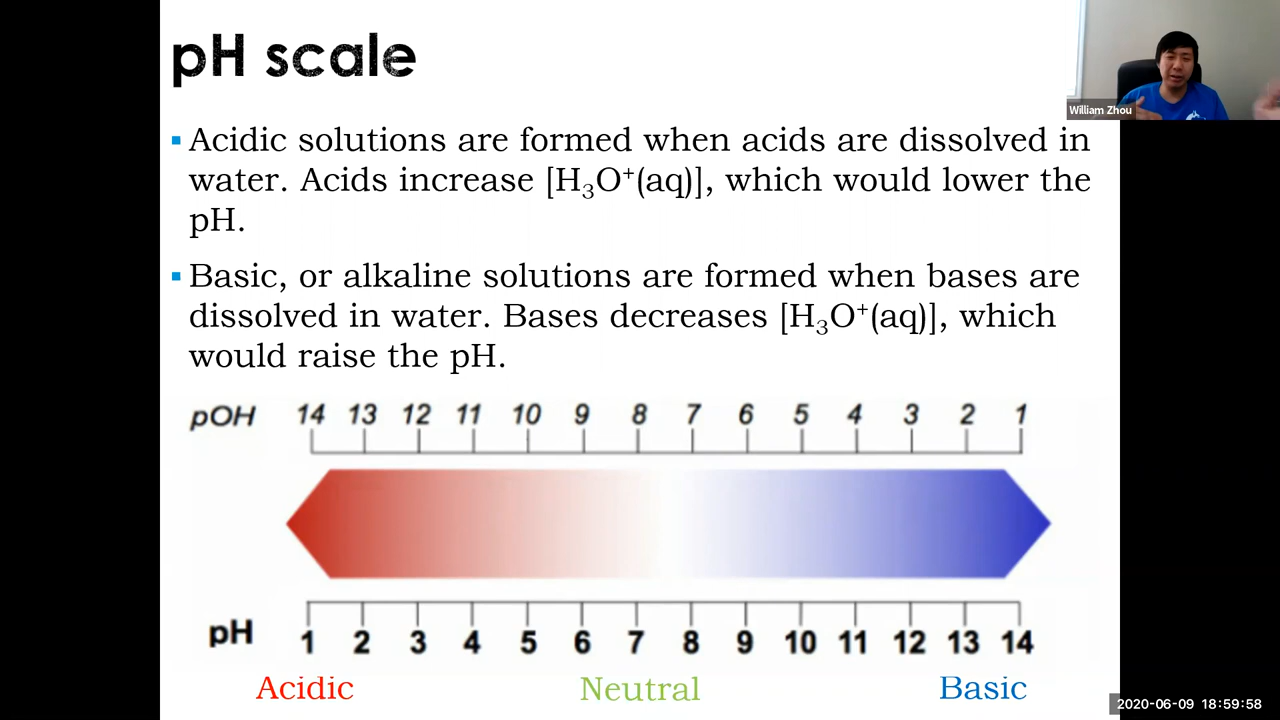 pH scale
William Zhou
▪ Acidic solutions are formed when acids are dissolved in
water. Acids increase [H₃O⁺(aq)], which would lower the
pH.
▪ Basic, or alkaline solutions are formed when bases are
dissolved in water. Bases decreases [H₃O⁺(aq)], which
would raise the pH.
pOH 14 13 12 11 10 9 8 7 6 5 4 3 2 1
pH 1 2 3 4 5 6 7 8 9 10 11 12 13 14
Acidic Neutral Basic
2020-06-09 18:59:58